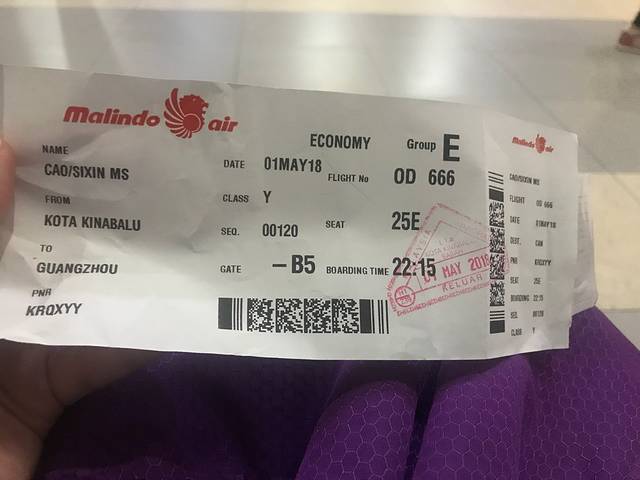 Malindo air
ECONOMY Group E
NAME
CAO/SIXIN MS
DATE 01MAY18 FLIGHT No OD 666
FROM
KOTA KINABALU
CLASS Y
SEQ. 00120 SEAT 25E
TO
GUANGZHOU
GATE B5 BOARDING TIME 22:15
PNR
KRQXYY
MALAYSIA
01 MAY 2018
KELUAR
Malindo air
CAO/SIXIN MS
FLIGHT OD 666
DATE 01MAY18
DEST. CAN
PNR KRQXYY
SEAT 25E
BOARDING 22:15
SEQ. 00120
CLASS Y